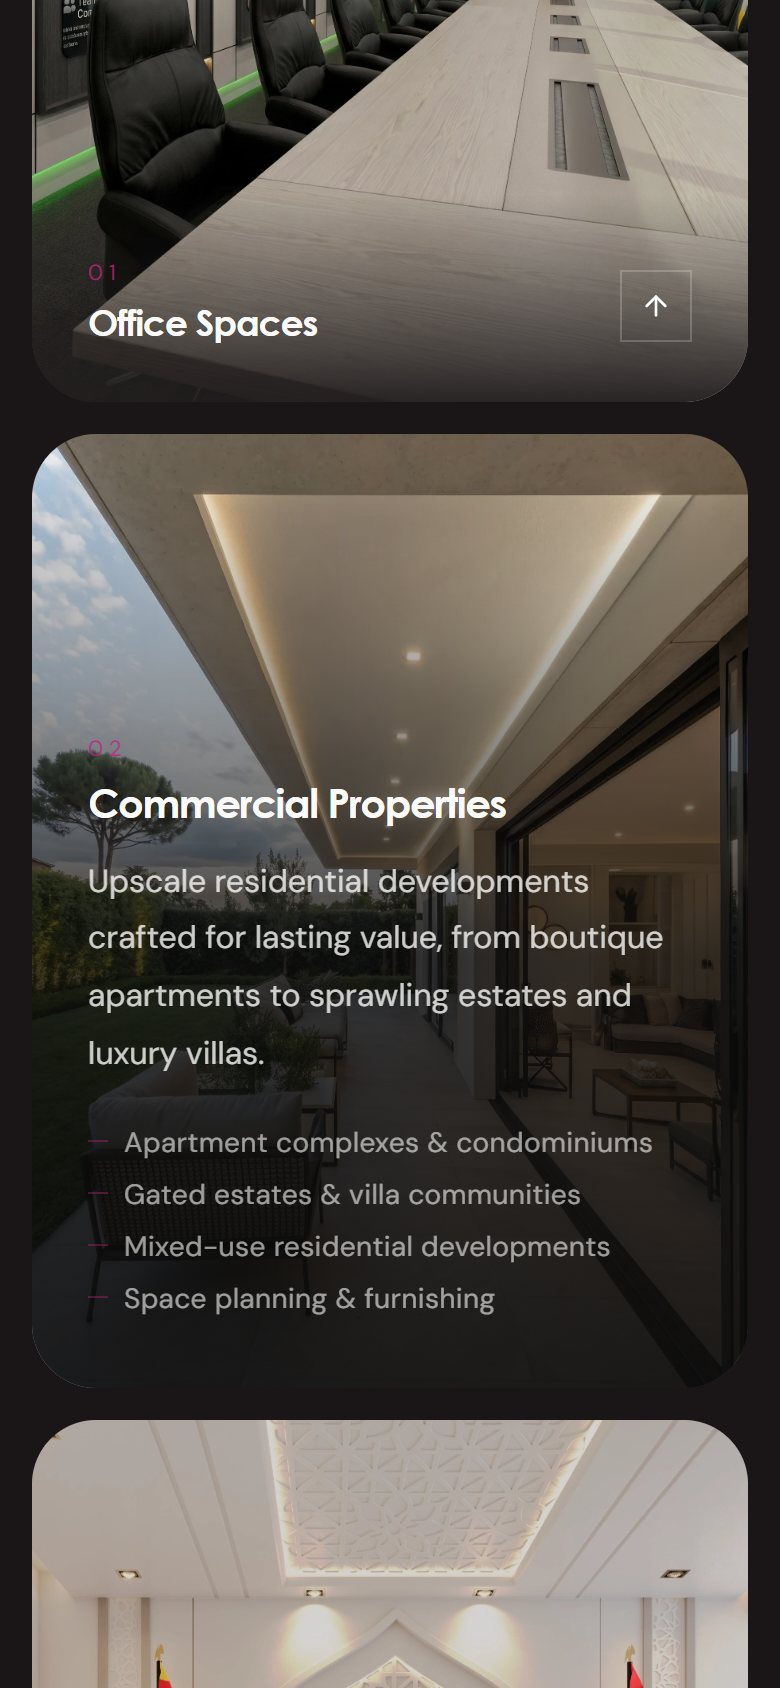 Team
01
Office Spaces
02
Commercial Properties
Upscale residential developments
crafted for lasting value, from boutique
apartments to sprawling estates and
luxury villas.
Apartment complexes & condominiums
Gated estates & villa communities
Mixed-use residential developments
Space planning & furnishing